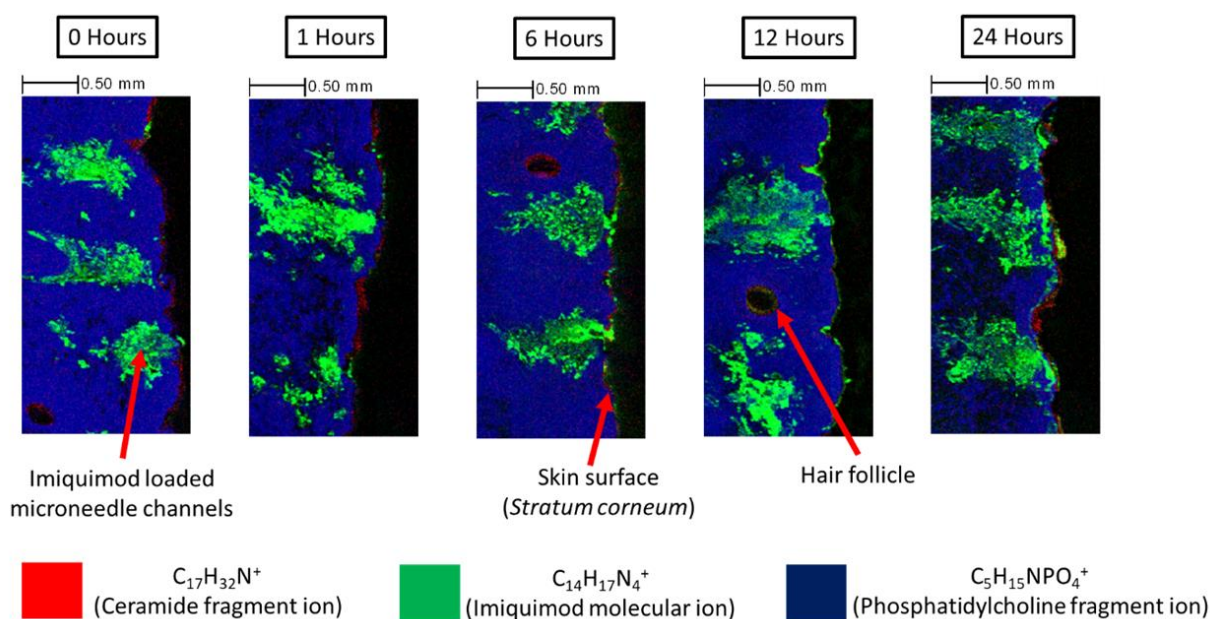 0 Hours
1 Hours
6 Hours
12 Hours
24 Hours
0.50 mm
0.50 mm
0.50 mm
0.50 mm
0.50 mm
Imiquimod loaded
microneedle channels
Skin surface
(Stratum corneum)
Hair follicle
C₁₇H₃₂N⁺
(Ceramide fragment ion)
C₁₄H₁₇N₄⁺
(Imiquimod molecular ion)
C₅H₁₅NPO₄⁺
(Phosphatidylcholine fragment ion)